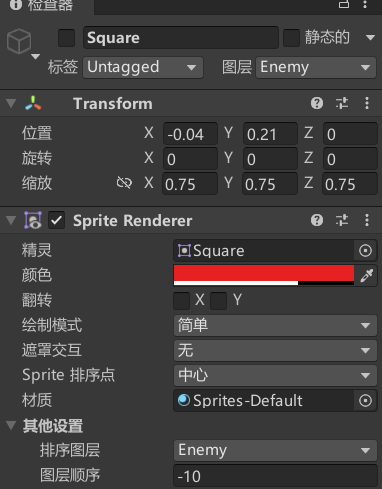 检查器
Square 静态的
标签 Untagged 图层 Enemy
Transform
位置 X -0.04 Y 0.21 Z 0
旋转 X 0 Y 0 Z 0
缩放 X 0.75 Y 0.75 Z 0.75
Sprite Renderer
精灵 Square
颜色
翻转 X Y
绘制模式 简单
遮罩交互 无
Sprite 排序点 中心
材质 Sprites-Default
其他设置
排序图层 Enemy
图层顺序 -10